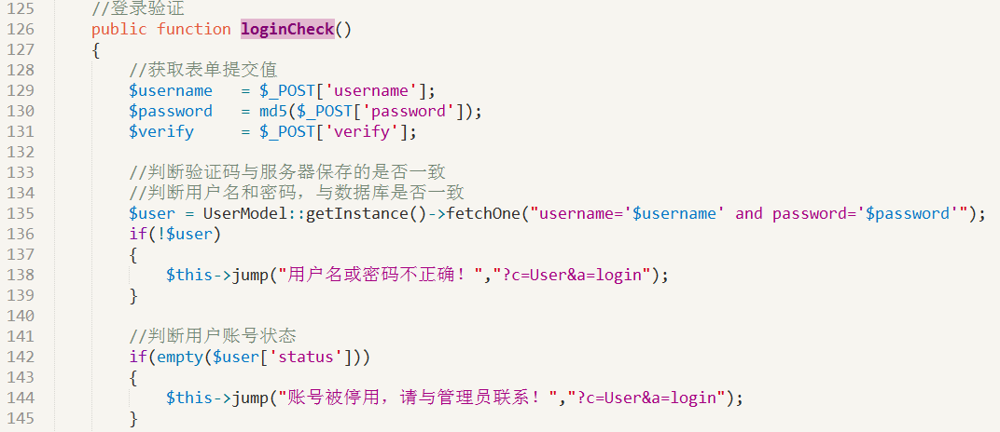 125 //登录验证
126 public function loginCheck()
127 {
128 //获取表单提交值
129 $username = $_POST['username'];
130 $password = md5($_POST['password']);
131 $verify = $_POST['verify'];
132
133 //判断验证码与服务器保存的是否一致
134 //判断用户名和密码，与数据库是否一致
135 $user = UserModel::getInstance()->fetchOne("username='$username' and password='$password'");
136 if(!$user)
137 {
138 $this->jump("用户名或密码不正确！","?c=User&a=login");
139 }
140
141 //判断用户账号状态
142 if(empty($user['status']))
143 {
144 $this->jump("账号被停用，请与管理员联系！","?c=User&a=login");
145 }